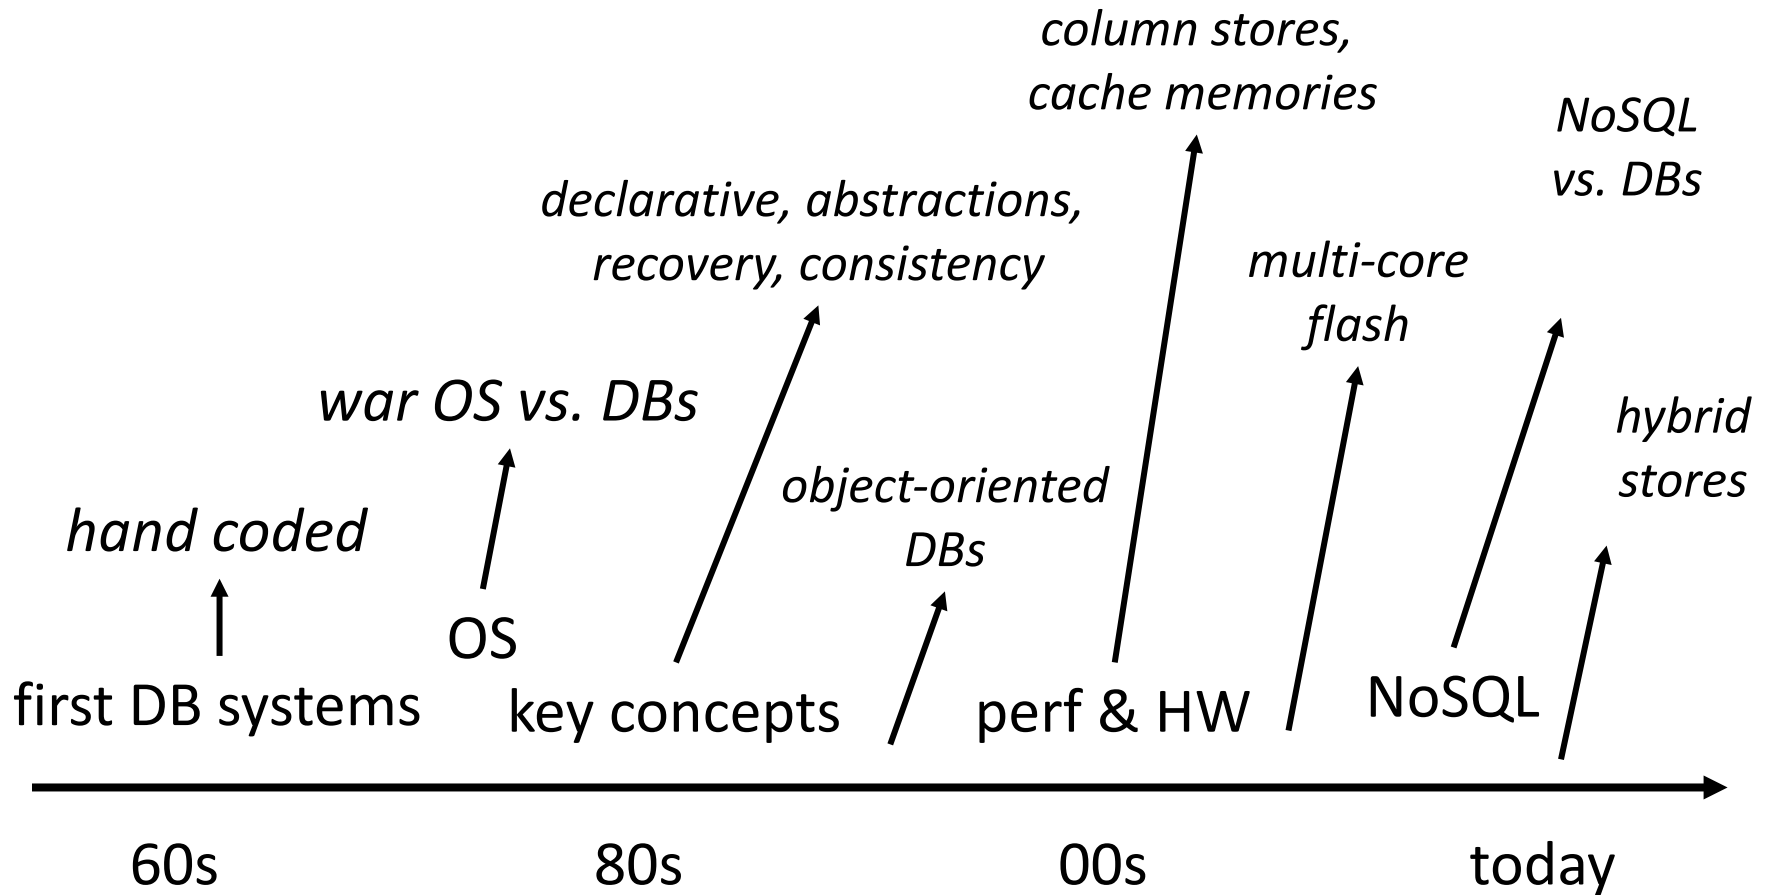 column stores,
cache memories
NoSQL
vs. DBs
declarative, abstractions,
recovery, consistency
multi-core
flash
war OS vs. DBs
hybrid
stores
object-oriented
DBs
hand coded
OS
first DB systems
key concepts
perf & HW
NoSQL
60s
80s
00s
today